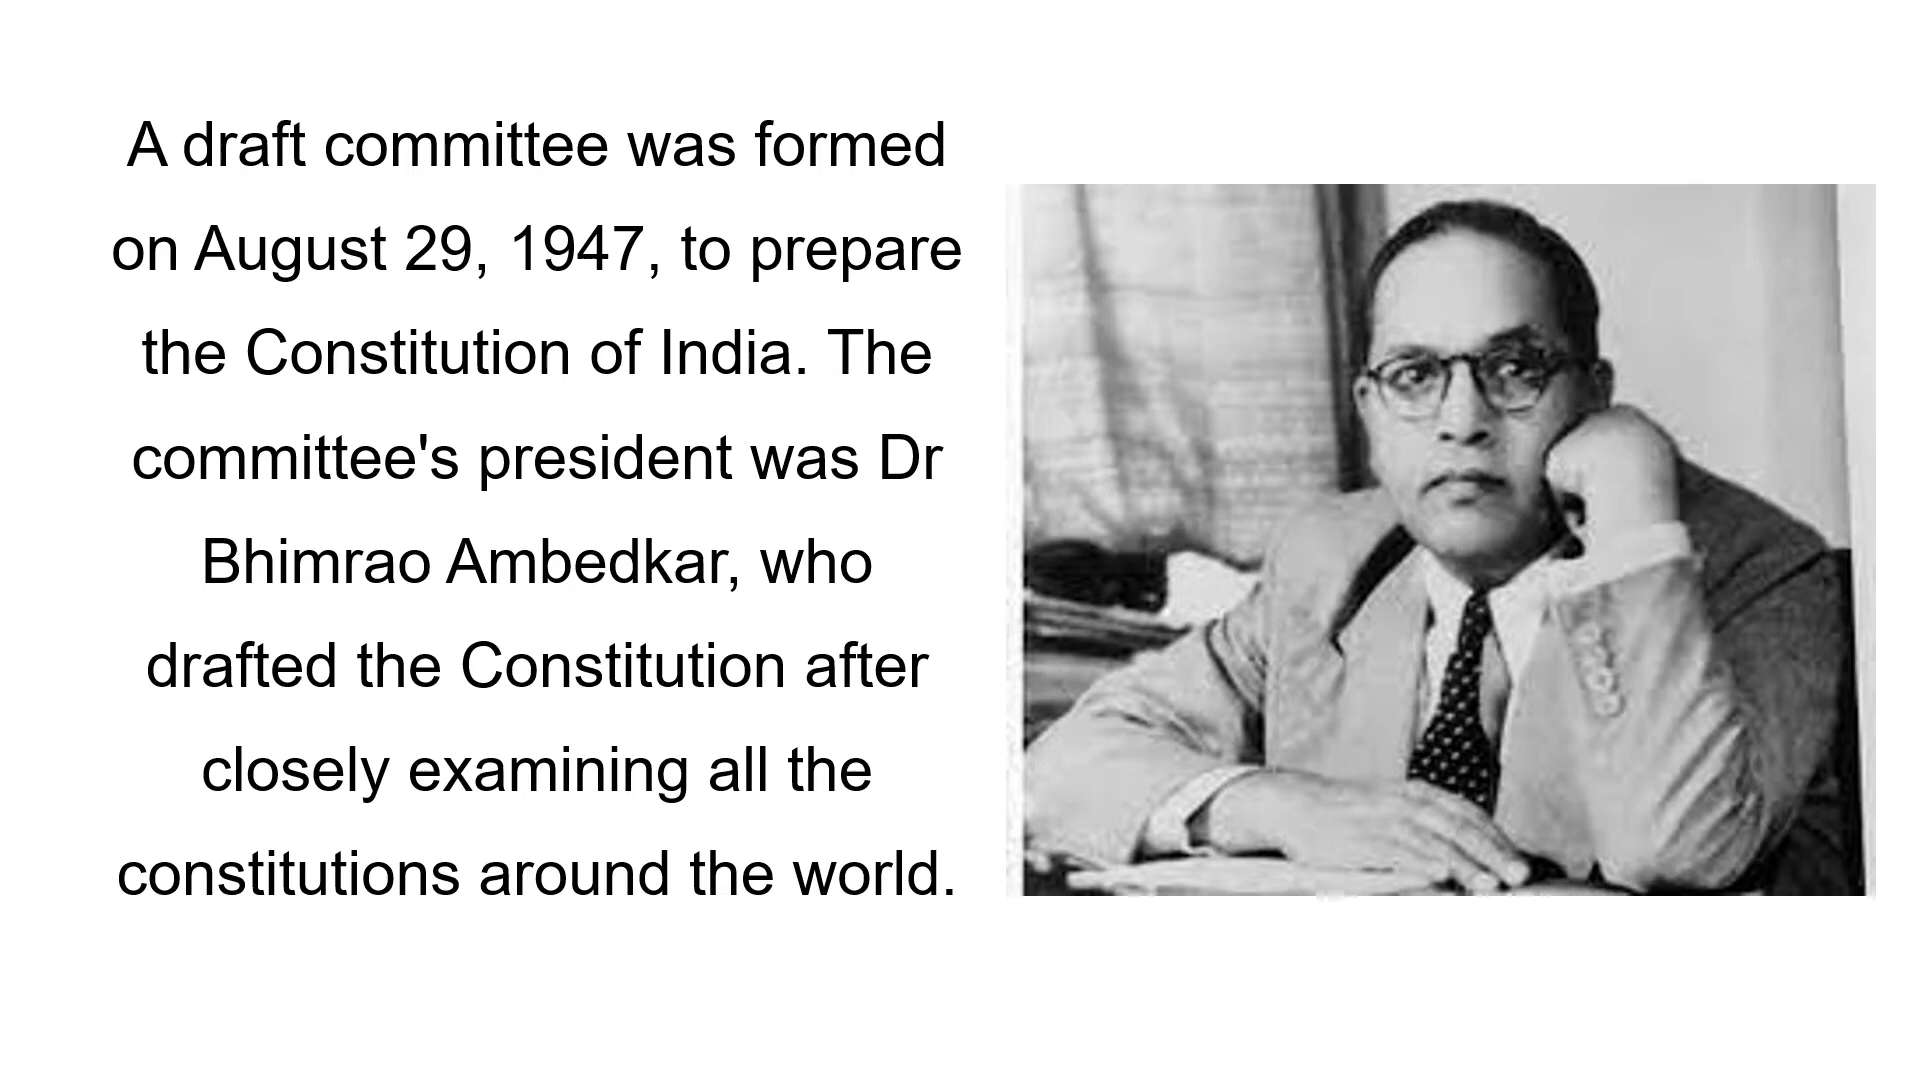 A draft committee was formed
on August 29, 1947, to prepare
the Constitution of India. The
committee's president was Dr
Bhimrao Ambedkar, who
drafted the Constitution after
closely examining all the
constitutions around the world.